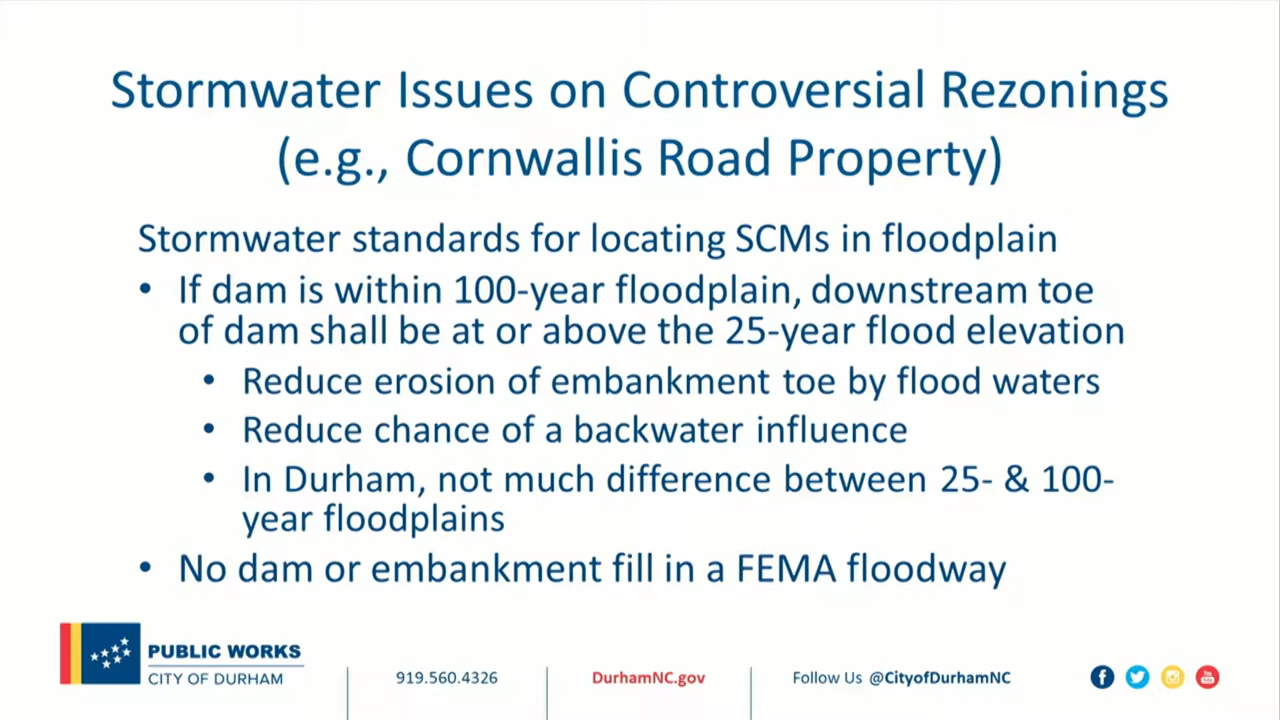 Stormwater Issues on Controversial Rezonings
(e.g., Cornwallis Road Property)
Stormwater standards for locating SCMs in floodplain
• If dam is within 100-year floodplain, downstream toe
of dam shall be at or above the 25-year flood elevation
• Reduce erosion of embankment toe by flood waters
• Reduce chance of a backwater influence
• In Durham, not much difference between 25- & 100-
year floodplains
• No dam or embankment fill in a FEMA floodway
PUBLIC WORKS
CITY OF DURHAM
919.560.4326
DurhamNC.gov
Follow Us @CityofDurhamNC